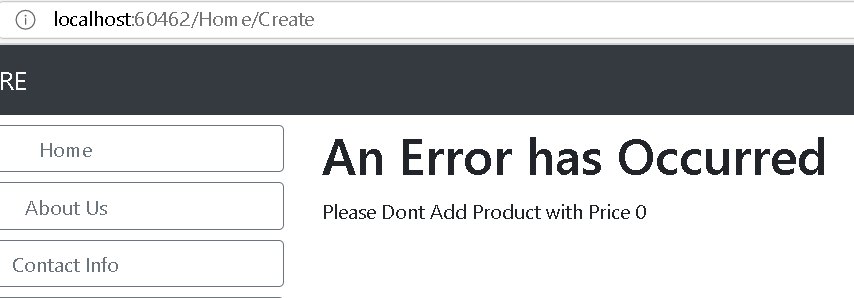 localhost:60462/Home/Create
RE
Home
An Error has Occurred
About Us
Please Dont Add Product with Price 0
Contact Info